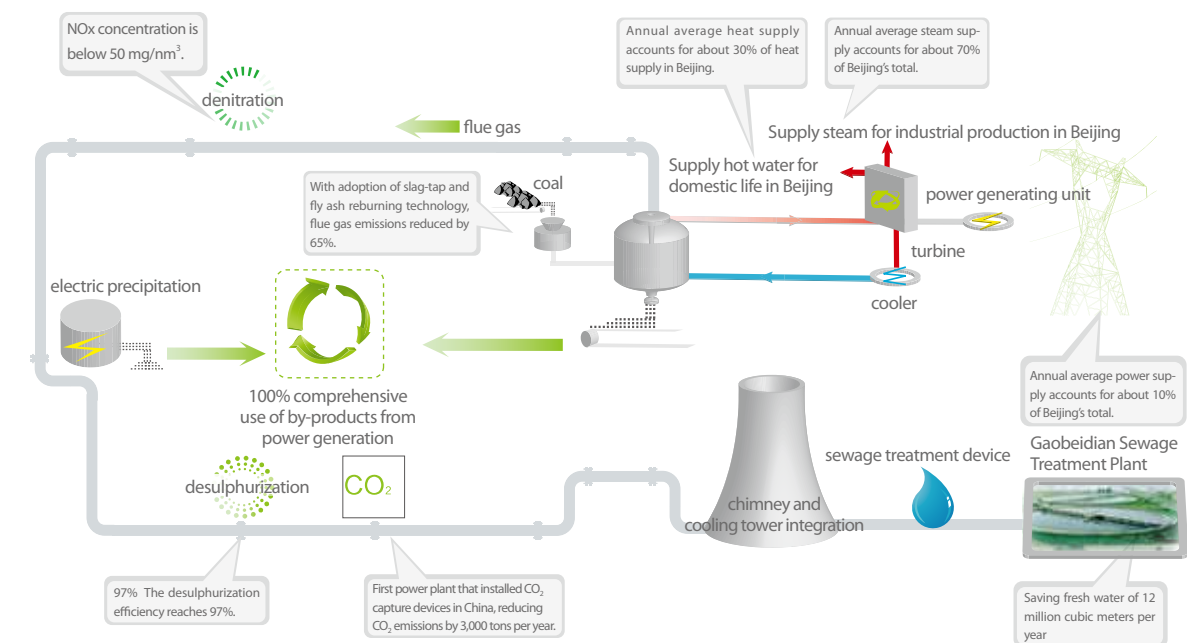 NOx concentration is
below 50 mg/nm³.
denitration
flue gas
Annual average heat supply
accounts for about 30% of heat
supply in Beijing.
Annual average steam sup-
ply accounts for about 70%
of Beijing's total.
Supply steam for industrial production in Beijing
Supply hot water for
domestic life in Beijing
power generating unit
turbine
cooler
With adoption of slag-tap and
fly ash reburning technology,
flue gas emissions reduced by
65%.
coal
electric precipitation
100% comprehensive
use of by-products from
power generation
Annual average power sup-
ply accounts for about 10%
of Beijing's total.
desulphurization
CO₂
chimney and
cooling tower integration
sewage treatment device
Gaobeidian Sewage
Treatment Plant
97% The desulphurization
efficiency reaches 97%.
First power plant that installed CO₂
capture devices in China, reducing
CO₂ emissions by 3,000 tons per year.
Saving fresh water of 12
million cubic meters per
year